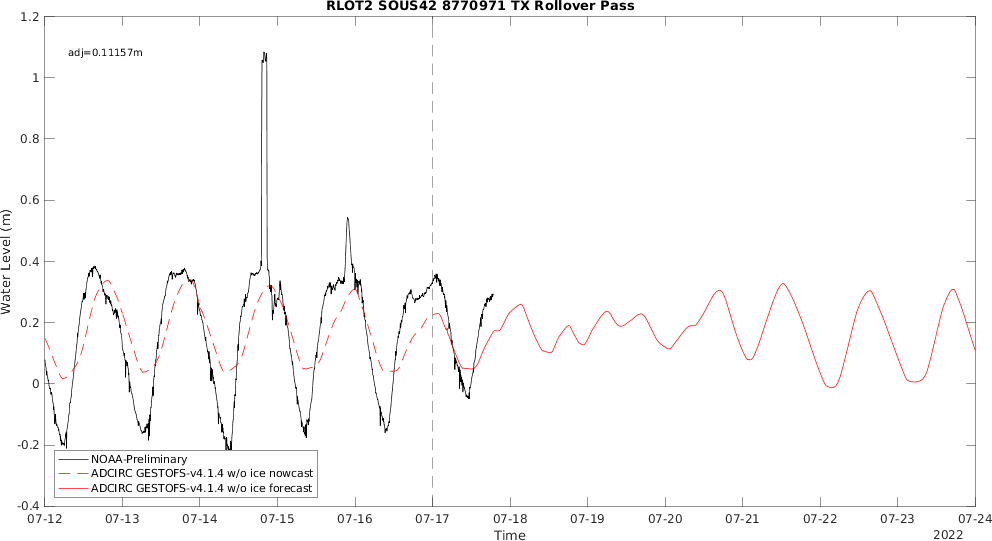 RLOT2 SOUS42 8770971 TX Rollover Pass
adj=0.11157m
1.2
1
0.8
0.6
0.4
0.2
0
-0.2
-0.4
Water Level (m)
NOAA-Preliminary
ADCIRC GESTOFS-v4.1.4 w/o ice nowcast
ADCIRC GESTOFS-v4.1.4 w/o ice forecast
07-12 07-13 07-14 07-15 07-16 07-17 07-18 07-19 07-20 07-21 07-22 07-23 07-24
Time
2022